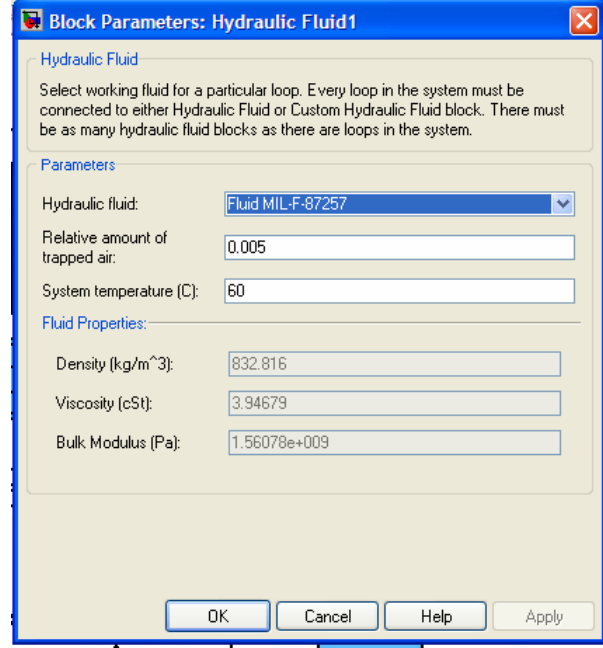 Block Parameters: Hydraulic Fluid1
Hydraulic Fluid
Select working fluid for a particular loop. Every loop in the system must be
connected to either Hydraulic Fluid or Custom Hydraulic Fluid block. There must
be as many hydraulic fluid blocks as there are loops in the system.
Parameters
Hydraulic fluid: Fluid MIL-F-87257
Relative amount of
trapped air: 0.005
System temperature (C): 60
Fluid Properties:
Density (kg/m^3): 832.816
Viscosity (cSt): 3.94679
Bulk Modulus (Pa): 1.56078e+009
OK Cancel Help Apply